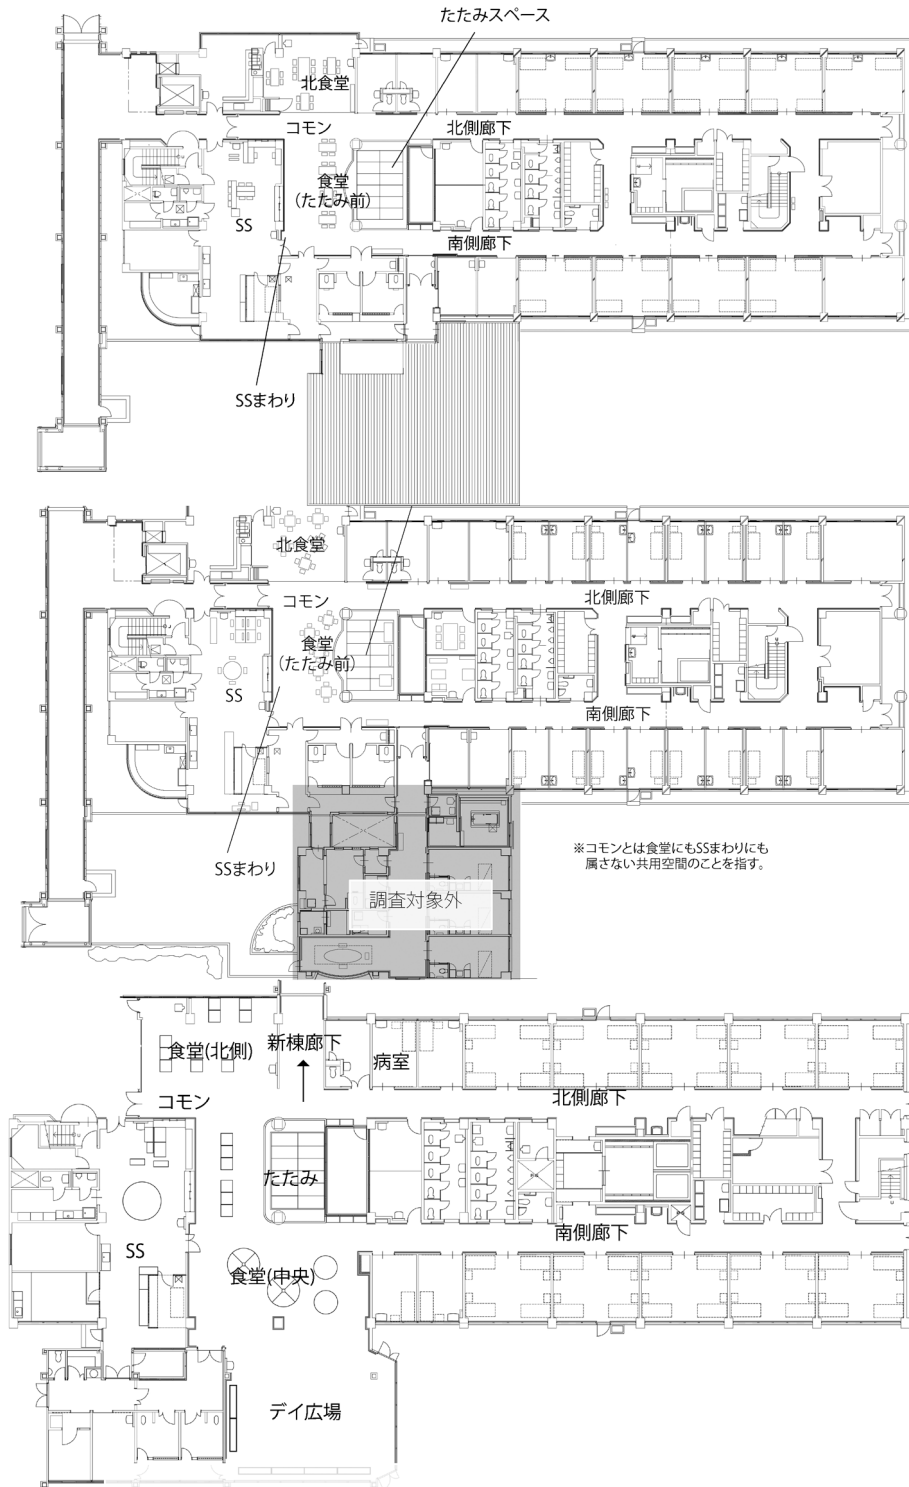 たたみスペース
北食堂
コモン
北側廊下
食堂
（たたみ前）
SS
南側廊下
SSまわり
北食堂
コモン
北側廊下
食堂
（たたみ前）
SS
南側廊下
SSまわり
※コモンとは食堂にもSSまわりにも
属さない共用空間のことを指す。
調査対象外
新棟廊下
食堂(北側)
病室
コモン
北側廊下
たたみ
南側廊下
SS
食堂(中央)
デイ広場